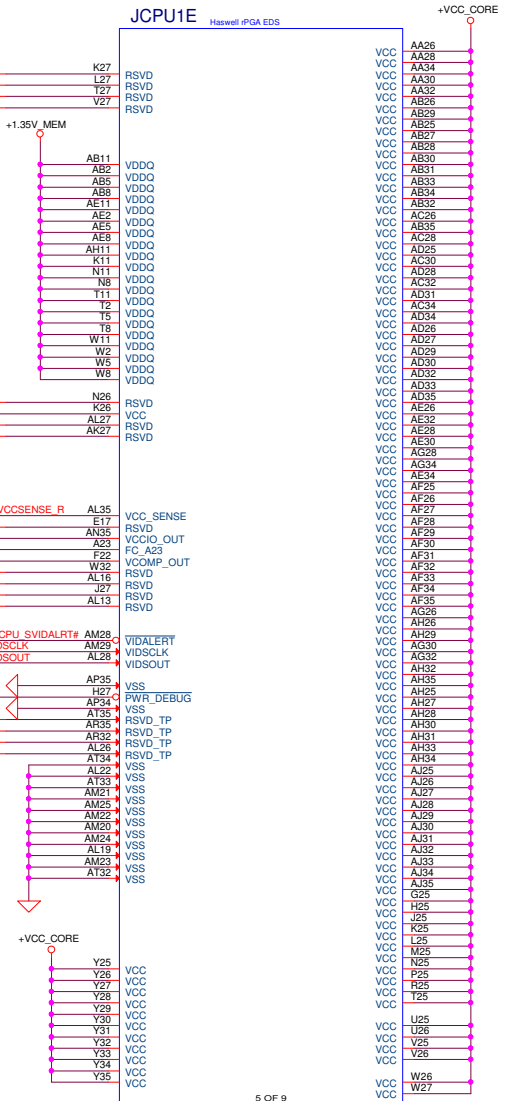 JCPU1E
Haswell rPGA EDS
+VCC_CORE
K27 RSVD
L27 RSVD
T27 RSVD
V27 RSVD
+1.35V_MEM
AB11 VDDQ
AB2 VDDQ
AB5 VDDQ
AB8 VDDQ
AE11 VDDQ
AE2 VDDQ
AE5 VDDQ
AE8 VDDQ
AH11 VDDQ
K11 VDDQ
N11 VDDQ
N8 VDDQ
T11 VDDQ
T2 VDDQ
T5 VDDQ
T8 VDDQ
W11 VDDQ
W2 VDDQ
W5 VDDQ
W8 VDDQ
N26 RSVD
K26 VCC
AL27 RSVD
AK27 RSVD
VCCSENSE_R AL35 VCC_SENSE
E17 RSVD
AN35 VCCIO_OUT
A23 FC_A23
F22 VCOMP_OUT
W32 RSVD
AL16 RSVD
J27 RSVD
AL13 RSVD
CPU_SVIDALRT# AM28 VIDALERT
DSCLK AM29 VIDSCLK
DSOUT AL28 VIDSOUT
AP35 VSS
H27 PWR_DEBUG
AP34 VSS
AT35 RSVD_TP
AR35 RSVD_TP
AR32 RSVD_TP
AL26 RSVD_TP
AT34 VSS
AL22 VSS
AT33 VSS
AM21 VSS
AM25 VSS
AM22 VSS
AM20 VSS
AM24 VSS
AL19 VSS
AM23 VSS
AT32 VSS
+VCC_CORE
Y25 VCC
Y26 VCC
Y27 VCC
Y28 VCC
Y29 VCC
Y30 VCC
Y31 VCC
Y32 VCC
Y33 VCC
Y34 VCC
Y35 VCC
VCC AA26
VCC AA28
VCC AA34
VCC AA30
VCC AA32
VCC AB26
VCC AB29
VCC AB25
VCC AB27
VCC AB28
VCC AB30
VCC AB31
VCC AB33
VCC AB34
VCC AB32
VCC AC26
VCC AB35
VCC AC28
VCC AD25
VCC AC30
VCC AD28
VCC AC32
VCC AD31
VCC AC34
VCC AD34
VCC AD26
VCC AD27
VCC AD29
VCC AD30
VCC AD32
VCC AD33
VCC AD35
VCC AE26
VCC AE32
VCC AE28
VCC AE30
VCC AG28
VCC AG34
VCC AE34
VCC AF25
VCC AF26
VCC AF27
VCC AF28
VCC AF29
VCC AF30
VCC AF31
VCC AF32
VCC AF33
VCC AF34
VCC AF35
VCC AG26
VCC AH26
VCC AH29
VCC AG30
VCC AG32
VCC AH32
VCC AH35
VCC AH25
VCC AH27
VCC AH28
VCC AH30
VCC AH31
VCC AH33
VCC AH34
VCC AJ25
VCC AJ26
VCC AJ27
VCC AJ28
VCC AJ29
VCC AJ30
VCC AJ31
VCC AJ32
VCC AJ33
VCC AJ34
VCC AJ35
VCC G25
VCC H25
VCC J25
VCC K25
VCC L25
VCC M25
VCC N25
VCC P25
VCC R25
VCC T25
VCC U25
VCC U26
VCC V25
VCC V26
VCC W26
VCC W27
5 OF 9